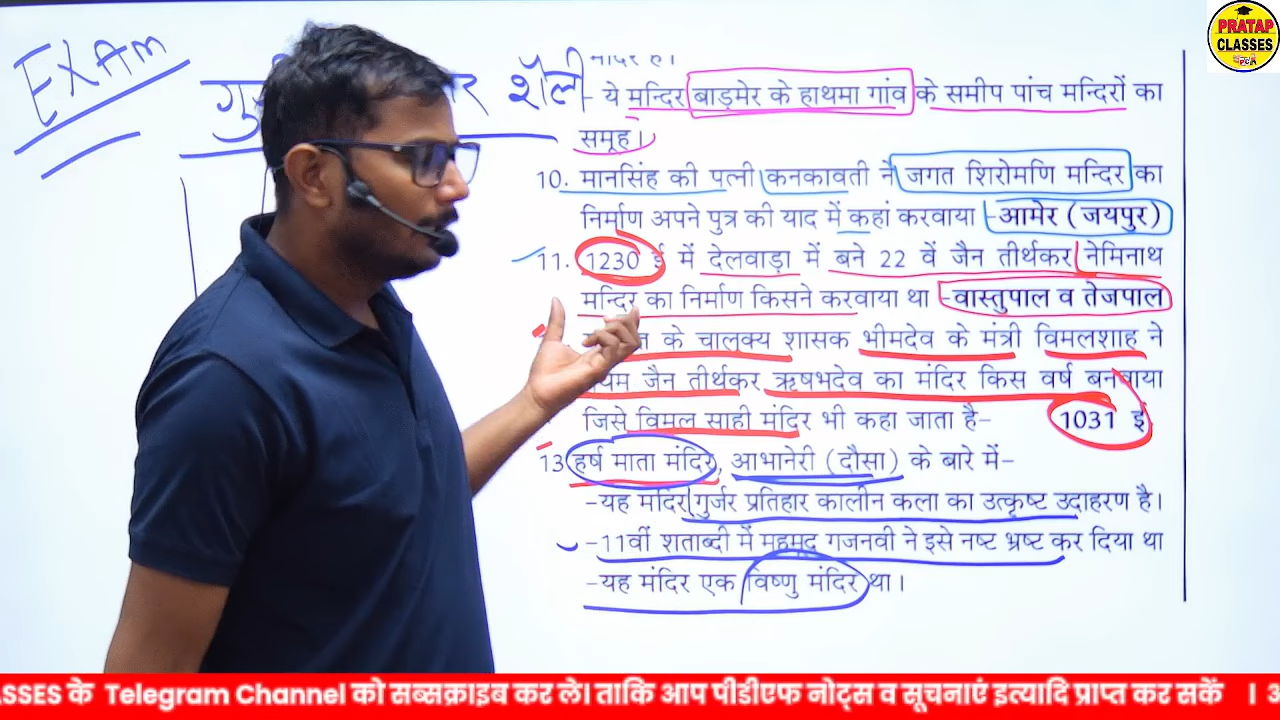 EXAM
शैली
PRATAP
CLASSES
- ये मन्दिर बाड़मेर के हाथमा गांव के समीप पांच मन्दिरों का
समूह।
10. मानसिंह की पत्नी कनकावती ने जगत शिरोमणि मन्दिर का
निर्माण अपने पुत्र की याद में कहां करवाया -आमेर (जयपुर)
11. 1230 ई में देलवाड़ा में बने 22 वें जैन तीर्थकर नेमिनाथ
मन्दिर का निर्माण किसने करवाया था -वास्तुपाल व तेजपाल
के चालक्य शासक भीमदेव के मंत्री विमलशाह ने
जैन तीर्थकर ऋषभदेव का मंदिर किस वर्ष बनवाया
जिसे विमल साही मंदिर भी कहा जाता है- 1031 ई
13 हर्ष माता मंदिर, आभानेरी (दौसा) के बारे में-
-यह मंदिर गुर्जर प्रतिहार कालीन कला का उत्कृष्ट उदाहरण है।
-11वीं शताब्दी में महमूद गजनवी ने इसे नष्ट भ्रष्ट कर दिया था
-यह मंदिर एक विष्णु मंदिर था।
ASSES के Telegram Channel को सब्सक्राइब कर ले। ताकि आप पीडीएफ नोट्स व सूचनाएं इत्यादि प्राप्त कर सकें ।